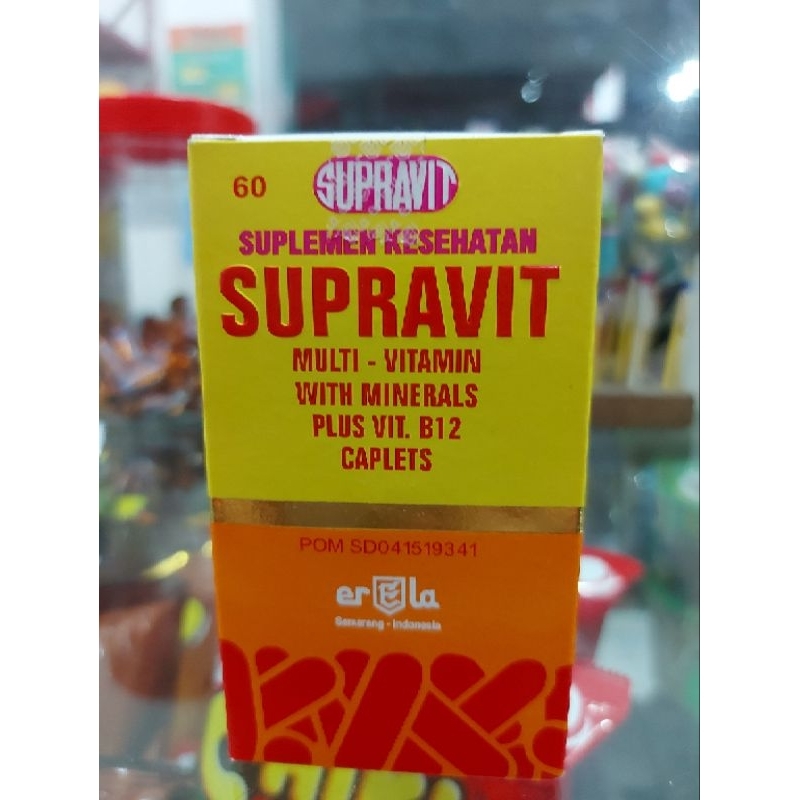 60
SUPRAVIT
SUPLEMEN KESEHATAN
SUPRAVIT
MULTI - VITAMIN
WITH MINERALS
PLUS VIT. B12
CAPLETS
POM SD041519341
erela
Semarang - Indonesia